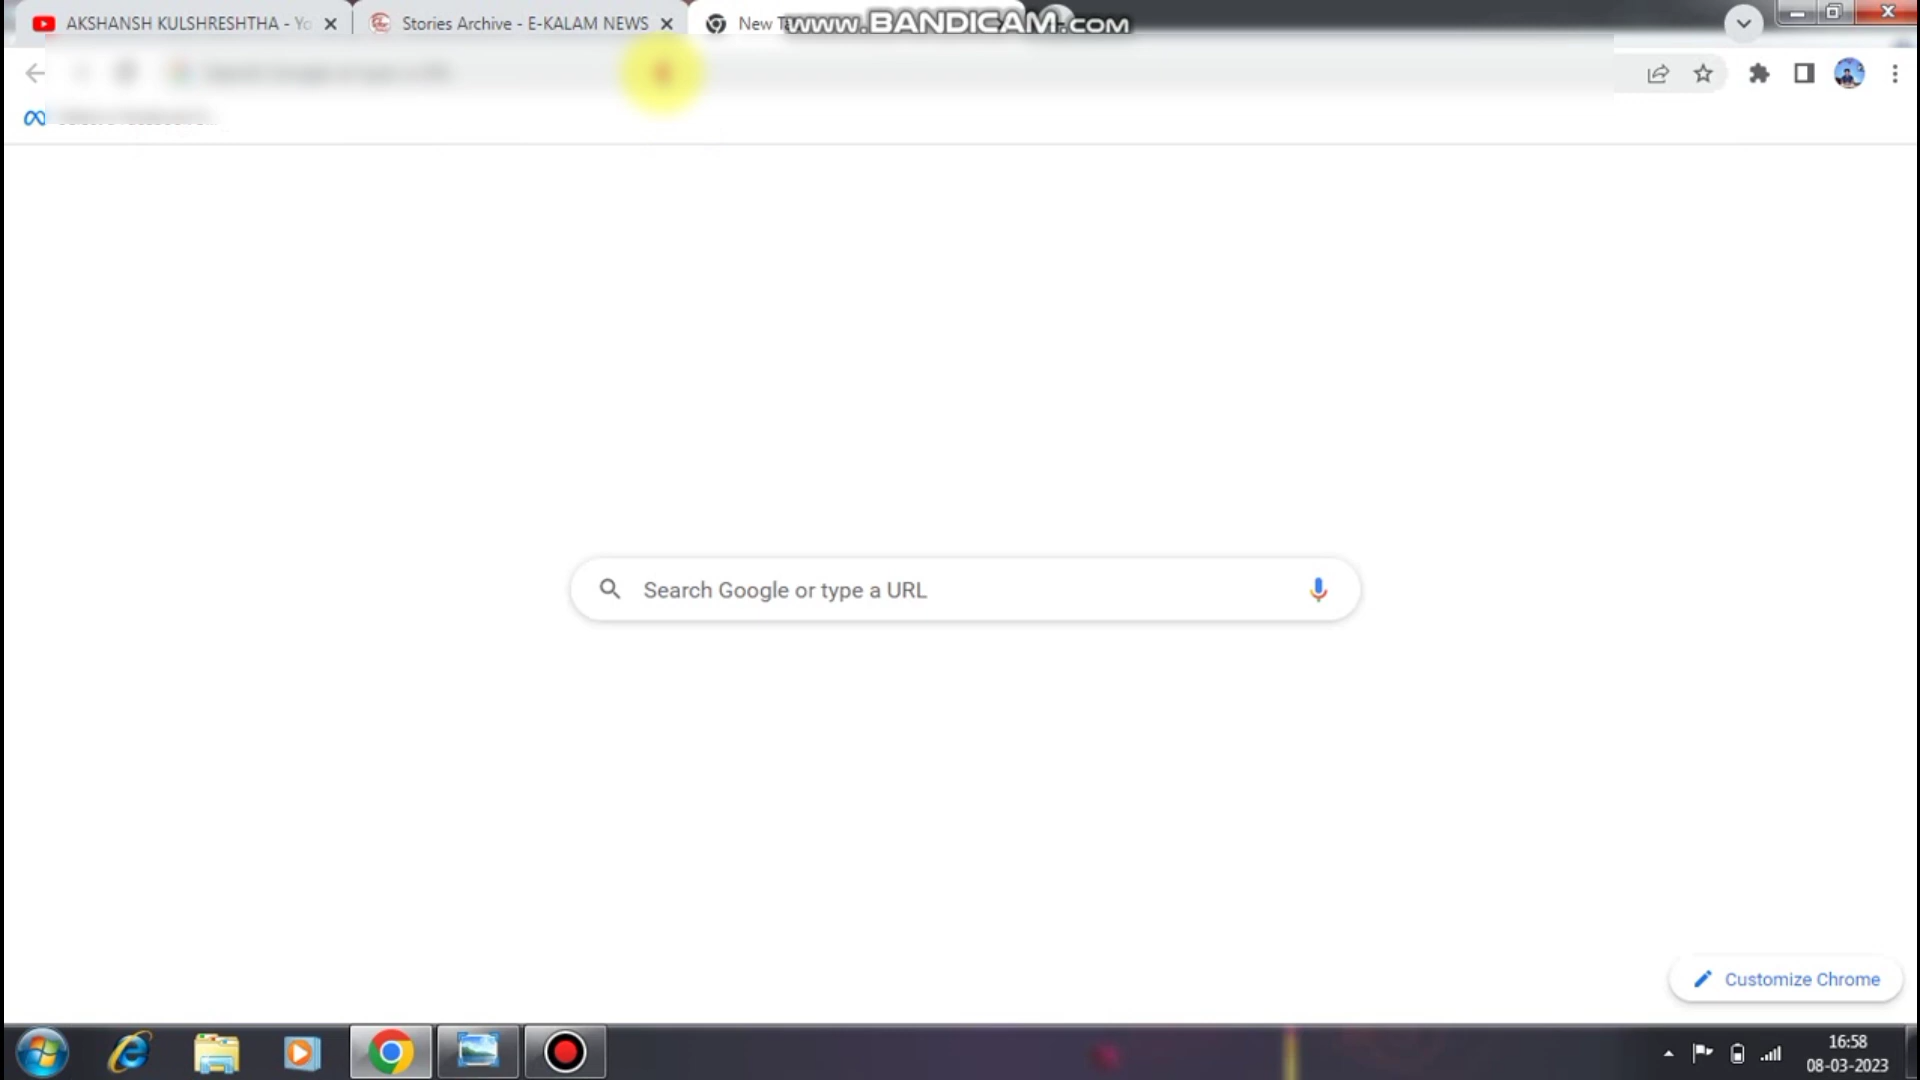 AKSHANSH KULSHRESHTHA - Yo
Stories Archive - E-KALAM NEWS
New T
www.BANDICAM.com
Search Google or type a URL
Customize Chrome
16:58
08-03-2023